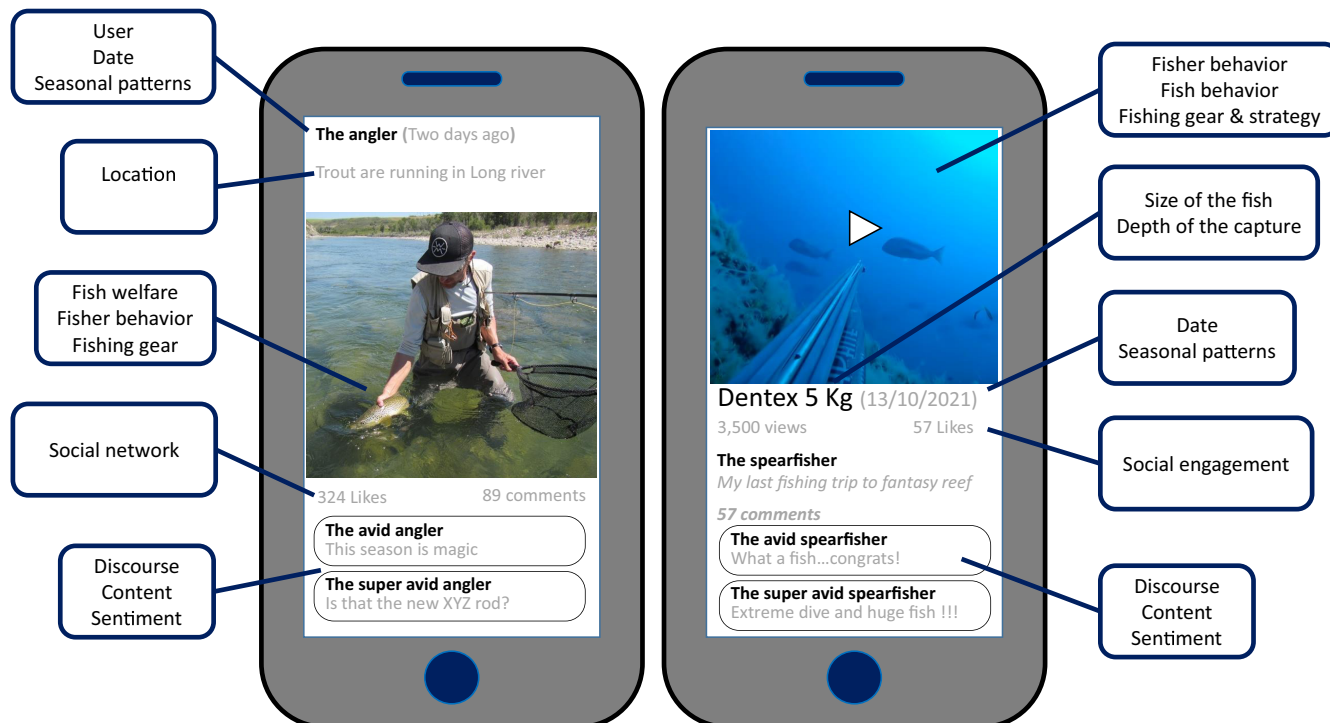 User
Date
Seasonal patterns
Location
Fish welfare
Fisher behavior
Fishing gear
Social network
Discourse
Content
Sentiment
The angler (Two days ago)
Trout are running in Long river
324 Likes 89 comments
The avid angler
This season is magic
The super avid angler
Is that the new XYZ rod?
Dentex 5 Kg (13/10/2021)
3,500 views 57 Likes
The spearfisher
My last fishing trip to fantasy reef
57 comments
The avid spearfisher
What a fish...congrats!
The super avid spearfisher
Extreme dive and huge fish !!!
Fisher behavior
Fish behavior
Fishing gear & strategy
Size of the fish
Depth of the capture
Date
Seasonal patterns
Social engagement
Discourse
Content
Sentiment